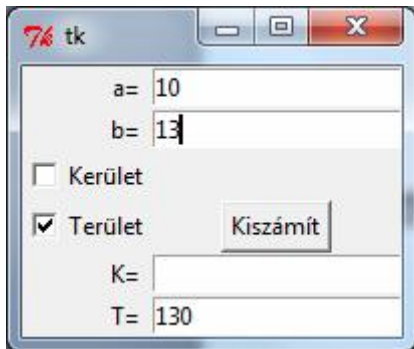 tk
a= 10
b= 13
Kerület
Terület Kiszámít
K=
T= 130